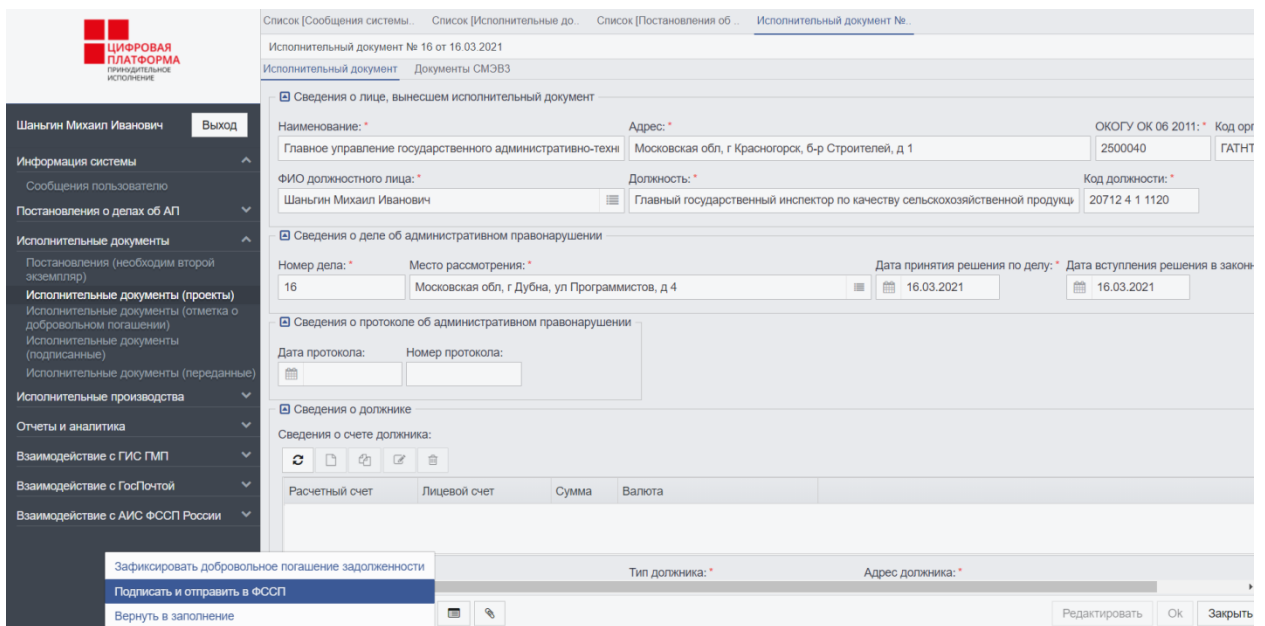 ЦИФРОВАЯ
ПЛАТФОРМА
ПРИНУДИТЕЛЬНОЕ
ИСПОЛНЕНИЕ
Шаньгин Михаил Иванович Выход
Информация системы
Сообщения пользователю
Постановления о делах об АП
Исполнительные документы
Постановления (необходим второй
экземпляр)
Исполнительные документы (проекты)
Исполнительные документы (отметка о
добровольном погашении)
Исполнительные документы
(подписанные)
Исполнительные документы (переданные)
Исполнительные производства
Отчеты и аналитика
Взаимодействие с ГИС ГМП
Взаимодействие с ГосПочтой
Взаимодействие с АИС ФССП России
Зафиксировать добровольное погашение задолженности
Подписать и отправить в ФССП
Вернуть в заполнение
Список [Сообщения системы.. Список [Исполнительные до.. Список [Постановления об .. Исполнительный документ №..
Исполнительный документ № 16 от 16.03.2021
Исполнительный документ Документы СМЭВ3
Сведения о лице, вынесшем исполнительный документ
Наименование: * Адрес: * ОКОГУ ОК 06 2011: * Код орг
Главное управление государственного административно-техни Московская обл, г Красногорск, б-р Строителей, д 1 2500040 ГАТНТ
ФИО должностного лица: * Должность: * Код должности: *
Шаньгин Михаил Иванович Главный государственный инспектор по качеству сельскохозяйственной продукци 20712 4 1 1120
Сведения о деле об административном правонарушении
Номер дела: * Место рассмотрения: * Дата принятия решения по делу: * Дата вступления решения в законн
16 Московская обл, г Дубна, ул Программистов, д 4 16.03.2021 16.03.2021
Сведения о протоколе об административном правонарушении
Дата протокола: Номер протокола:
Сведения о должнике
Сведения о счете должника:
Расчетный счет Лицевой счет Сумма Валюта
Тип должника: * Адрес должника: *
Редактировать Ok Закрыть